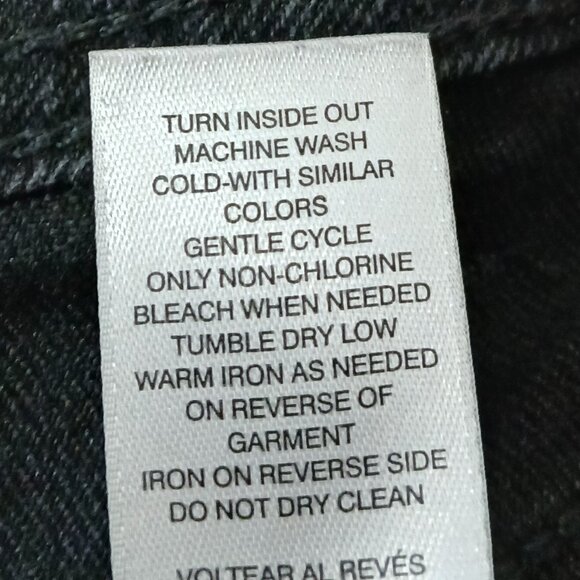 TURN INSIDE OUT
MACHINE WASH
COLD-WITH SIMILAR
COLORS
GENTLE CYCLE
ONLY NON-CHLORINE
BLEACH WHEN NEEDED
TUMBLE DRY LOW
WARM IRON AS NEEDED
ON REVERSE OF
GARMENT
IRON ON REVERSE SIDE
DO NOT DRY CLEAN
VOLTEAR AL REVÉS